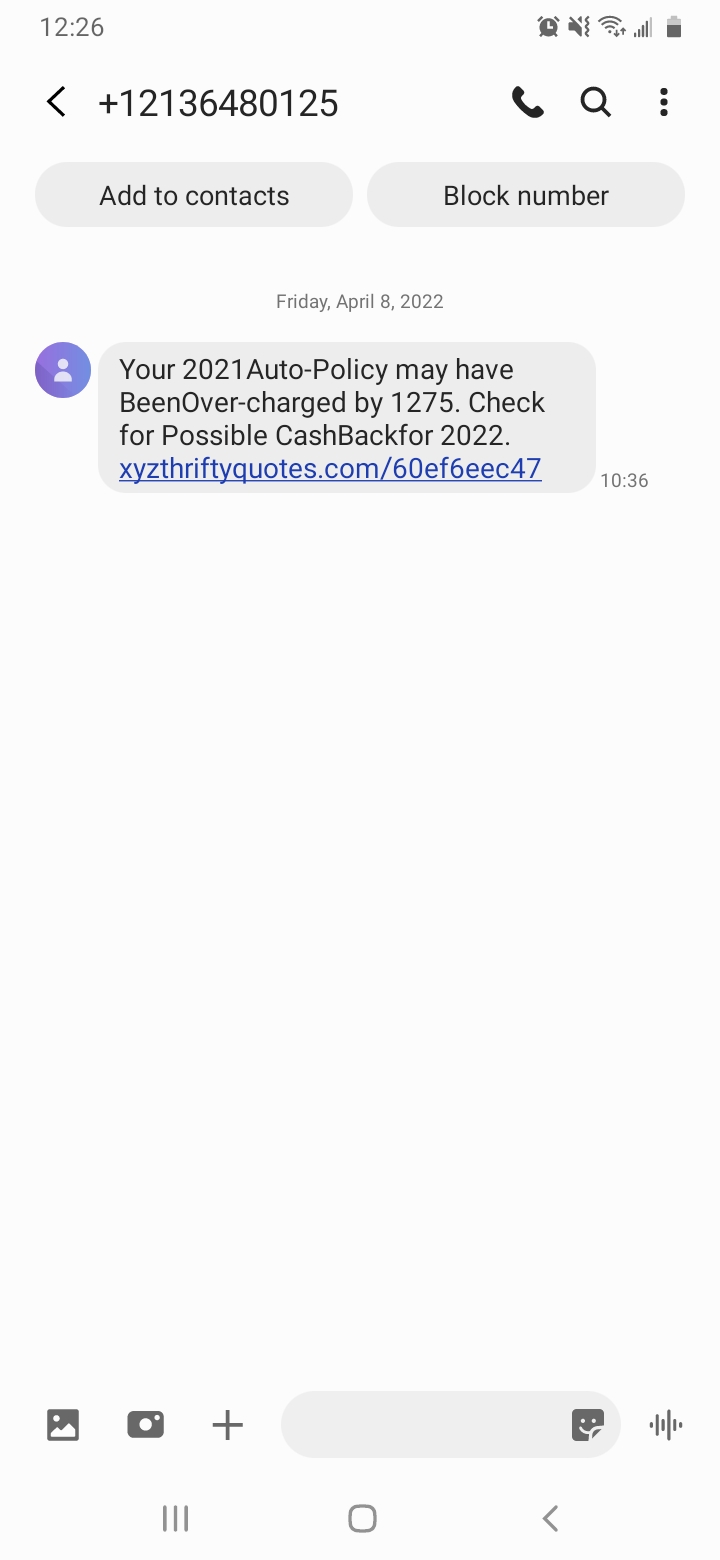 12:26
+12136480125
Add to contacts
Block number
Friday, April 8, 2022
Your 2021Auto-Policy may have
BeenOver-charged by 1275. Check
for Possible CashBackfor 2022.
xyzthriftyquotes.com/60ef6eec47
10:36